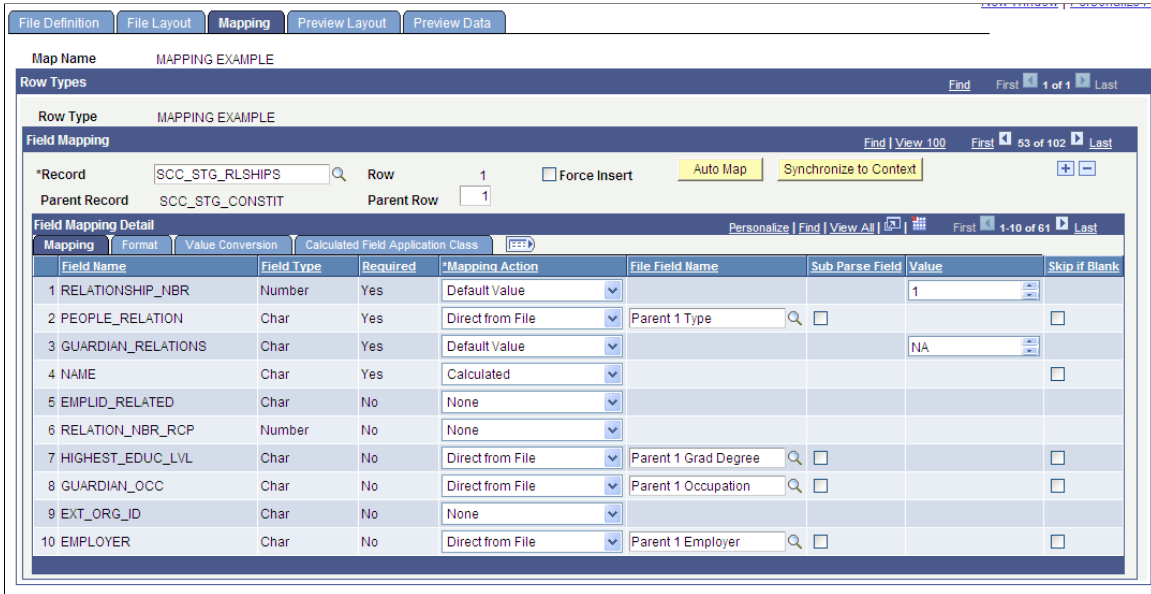 File Definition File Layout Mapping Preview Layout Preview Data
Map Name MAPPING EXAMPLE
Row Types Find First 1 of 1 Last
Row Type MAPPING EXAMPLE
Field Mapping Find | View 100 First 53 of 102 Last
*Record SCC_STG_RLSHIPS Row 1 Force Insert Auto Map Synchronize to Context
Parent Record SCC_STG_CONSTIT Parent Row 1
Field Mapping Detail Personalize | Find | View All | First 1-10 of 61 Last
Mapping Format Value Conversion Calculated Field Application Class
Field Name Field Type Required *Mapping Action File Field Name Sub Parse Field Value Skip if Blank
1 RELATIONSHIP_NBR Number Yes Default Value 1
2 PEOPLE_RELATION Char Yes Direct from File Parent 1 Type
3 GUARDIAN_RELATIONS Char Yes Default Value NA
4 NAME Char Yes Calculated
5 EMPLID_RELATED Char No None
6 RELATION_NBR_RCP Number No None
7 HIGHEST_EDUC_LVL Char No Direct from File Parent 1 Grad Degree
8 GUARDIAN_OCC Char No Direct from File Parent 1 Occupation
9 EXT_ORG_ID Char No None
10 EMPLOYER Char No Direct from File Parent 1 Employer